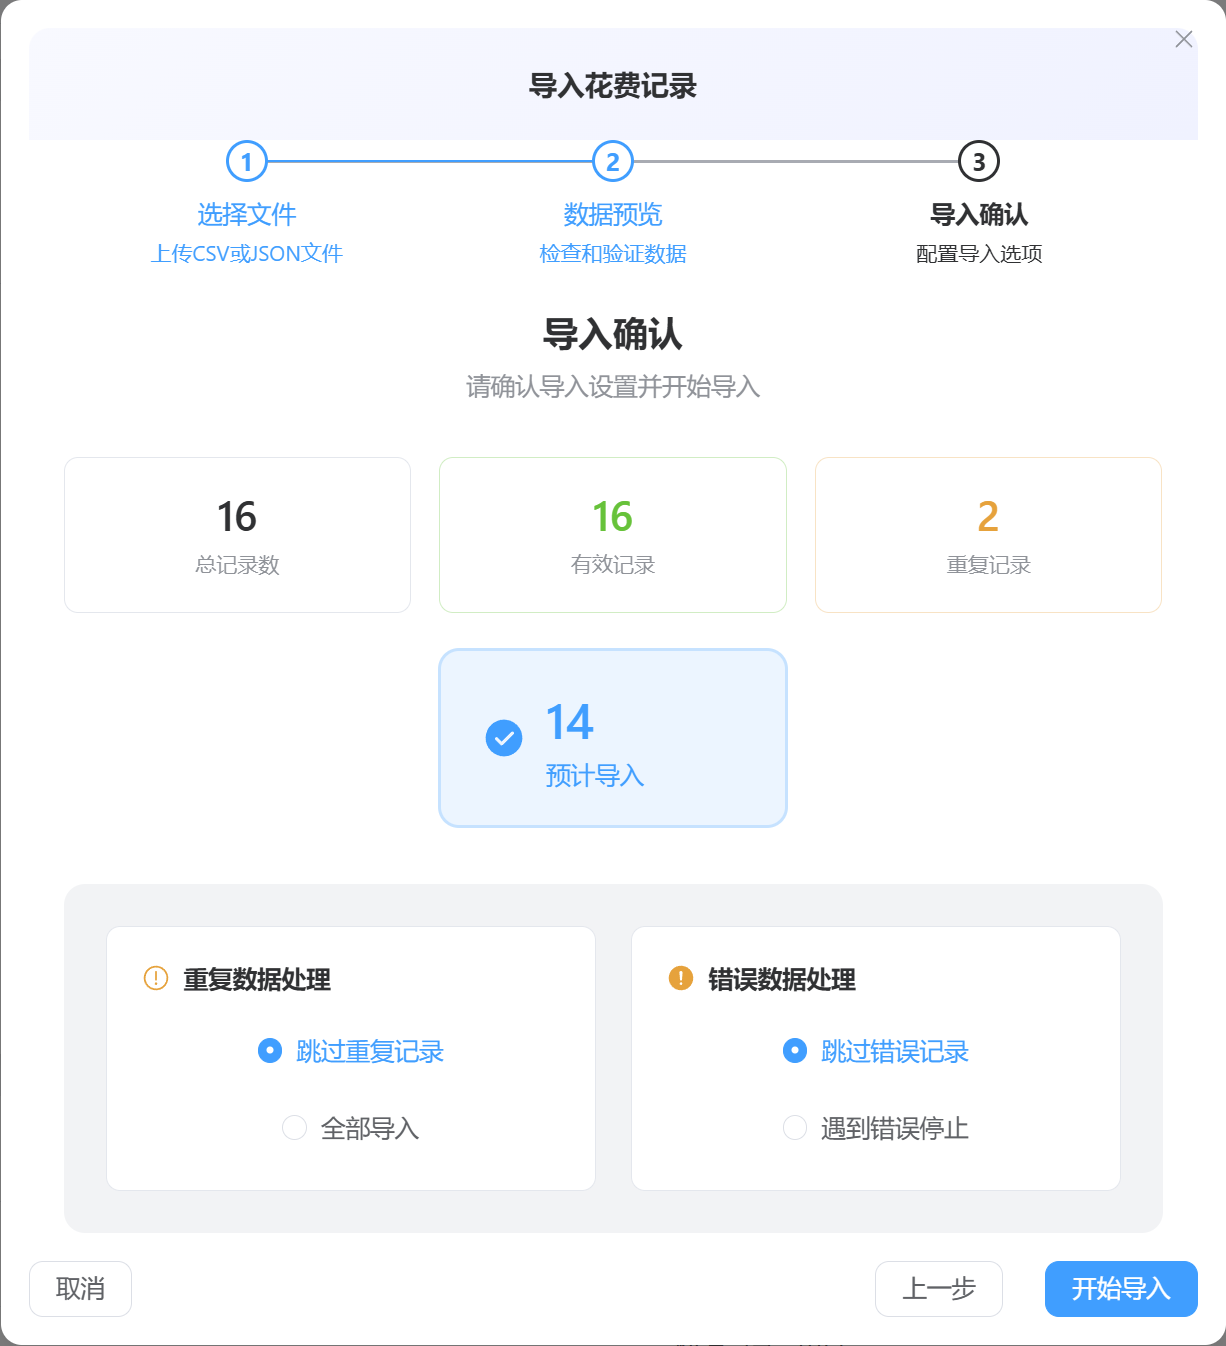 导入花费记录
1
2
3
选择文件
数据预览
导入确认
上传CSV或JSON文件
检查和验证数据
配置导入选项
导入确认
请确认导入设置并开始导入
16
16
2
总记录数
有效记录
重复记录
14
预计导入
重复数据处理
跳过重复记录
全部导入
错误数据处理
跳过错误记录
遇到错误停止
取消
上一步
开始导入